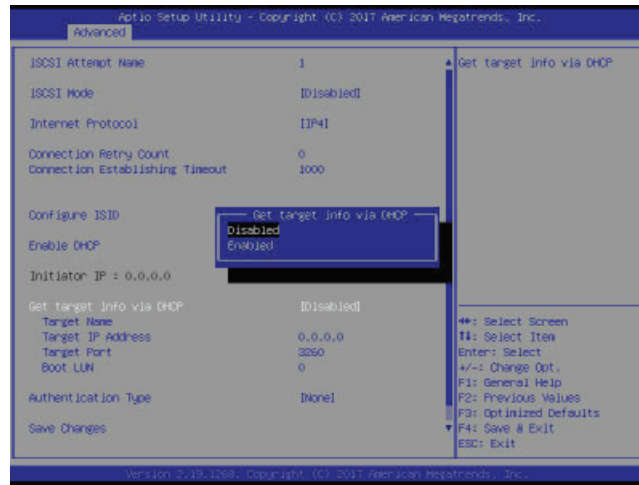 Aptio Setup Utility - Copyright (C) 2017 American Megatrends, Inc.
Advanced
iSCSI Attempt Name 1
iSCSI Mode [Disabled]
Internet Protocol [IP4]
Connection Retry Count 0
Connection Establishing Timeout 1000
Configure ISID
Enable DHCP
Initiator IP : 0.0.0.0
Get target info via DHCP [Disabled]
Target Name
Target IP Address 0.0.0.0
Target Port 3260
Boot LUN 0
Authentication Type [None]
Save Changes
Get target info via DHCP
Disabled
Enabled
Get target info via DHCP
→←: Select Screen
↑↓: Select Item
Enter: Select
+/-: Change Opt.
F1: General Help
F2: Previous Values
F3: Optimized Defaults
F4: Save & Exit
ESC: Exit
Version 2.19.1268. Copyright (C) 2017 American Megatrends, Inc.